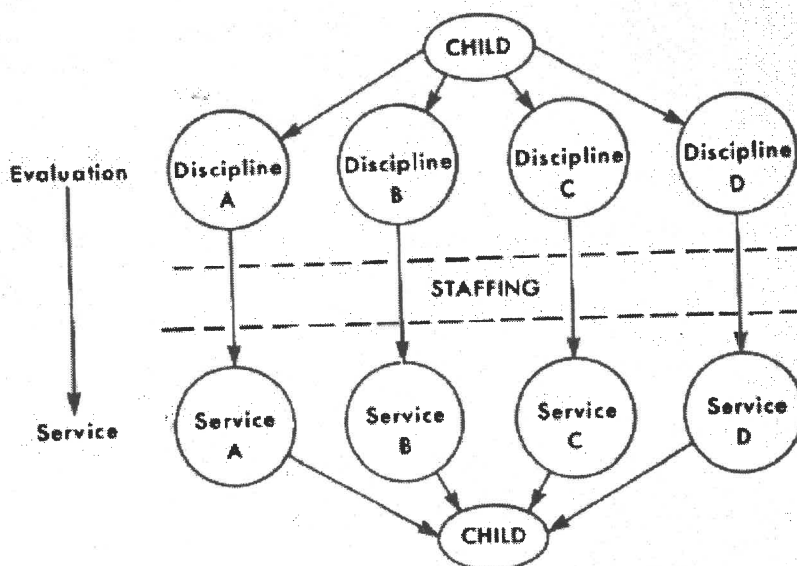 CHILD
Evaluation
Discipline
A
Discipline
B
Discipline
C
Discipline
D
STAFFING
Service
Service
A
Service
B
Service
C
Service
D
CHILD